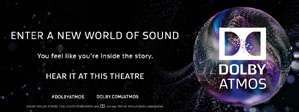 ENTER A NEW WORLD OF SOUND
You feel like you're inside the story.
HEAR IT AT THIS THEATRE
#DOLBYATMOS DOLBY.COM/ATMOS
DOLBY
ATMOS